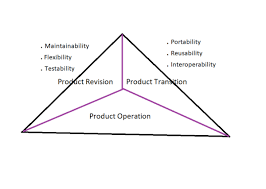 . Maintainability
. Flexibility
. Testability
. Portability
. Reusability
. Interoperability
Product Revision
Product Transition
Product Operation